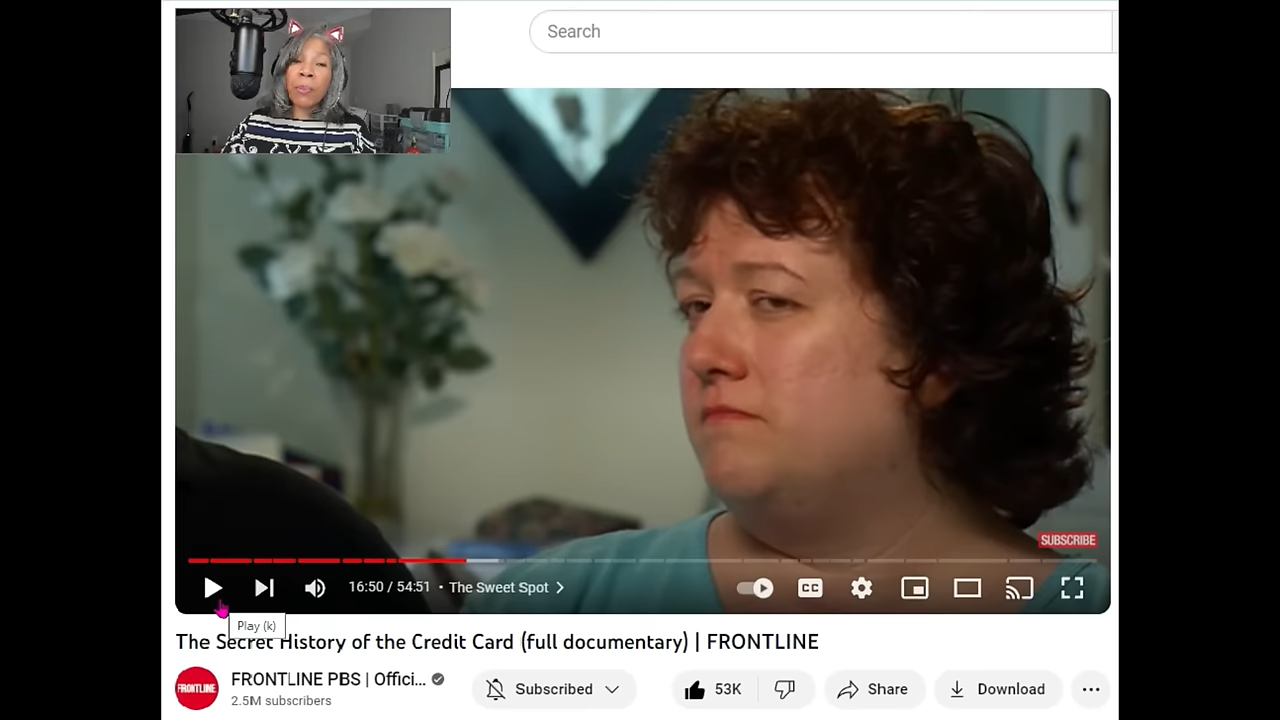 Search
SUBSCRIBE
16:50 / 54:51 • The Sweet Spot
CC
Play (k)
The Secret History of the Credit Card (full documentary) | FRONTLINE
FRONTLINE
FRONTLINE PBS | Offici...
2.5M subscribers
Subscribed
53K
Share
Download